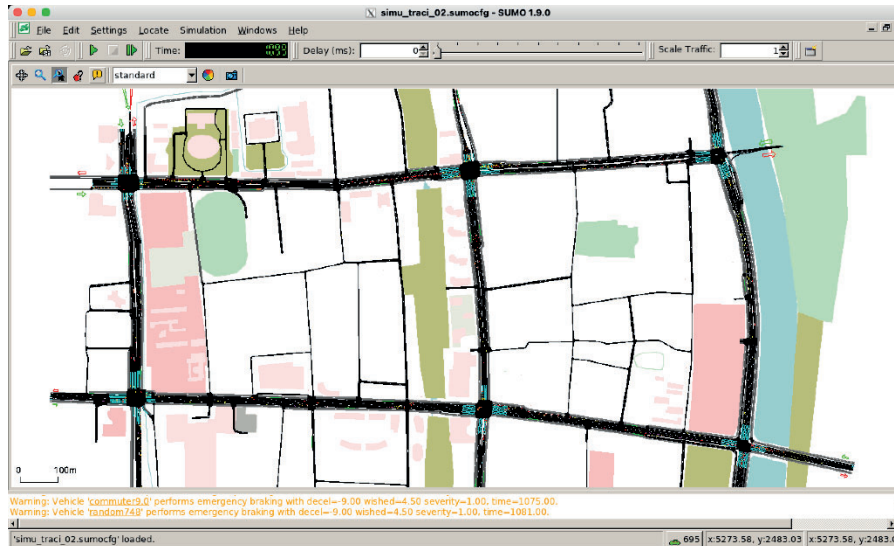 simu_traci_02.sumocfg - SUMO 1.9.0
File Edit Settings Locate Simulation Windows Help
Time: Delay (ms): 0 Scale Traffic: 1
standard
0 100m
Warning: Vehicle 'commuter9.0' performs emergency braking with decel=-9.00 wished=4.50 severity=1.00, time=1075.00.
Warning: Vehicle 'random748' performs emergency braking with decel=-9.00 wished=4.50 severity=1.00, time=1081.00.
'simu_traci_02.sumocfg' loaded. 695 x:5273.58, y:2483.03 x:5273.58, y:2483.0